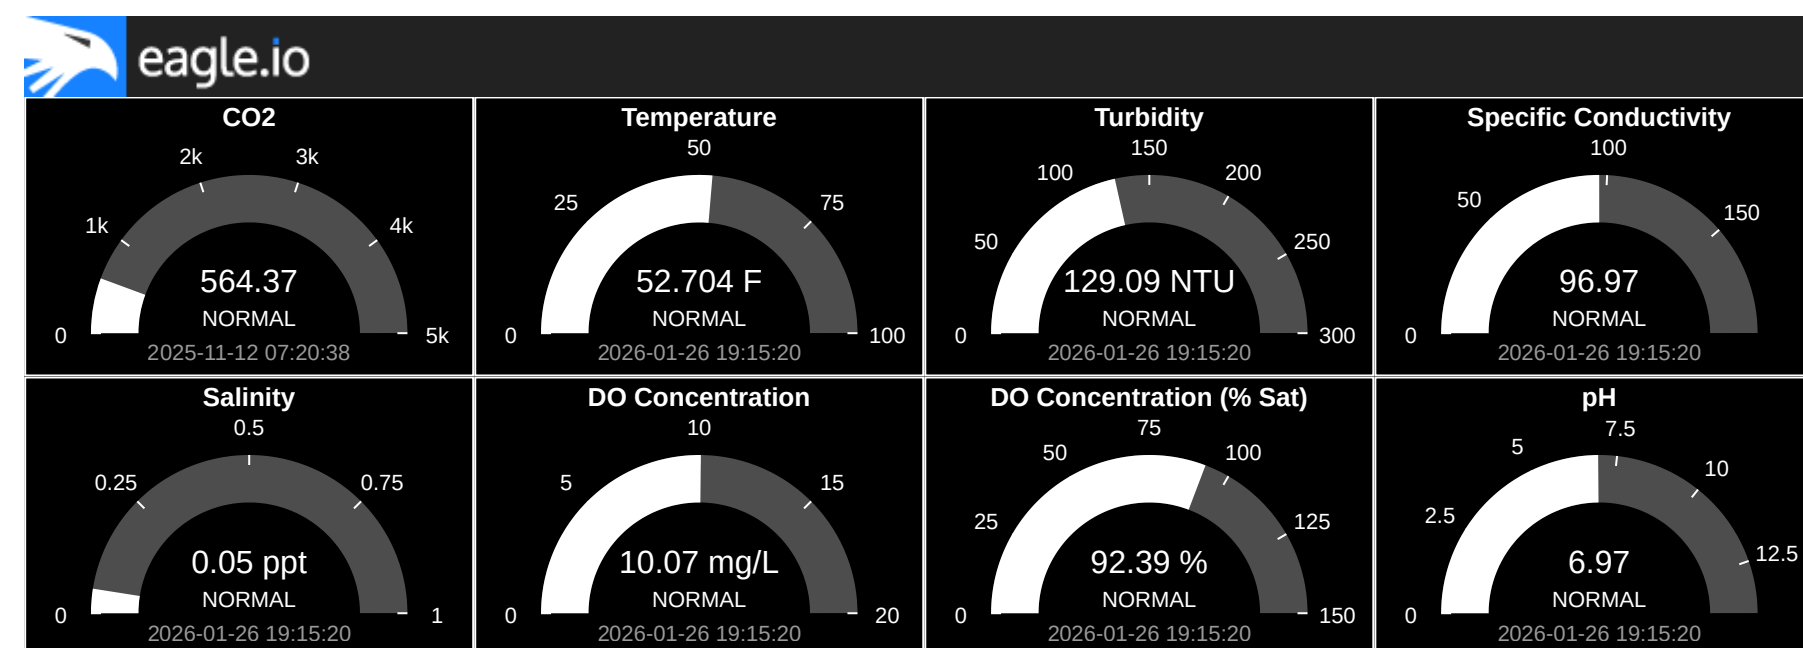 eagle.io
CO2
0
1k
2k
3k
4k
5k
564.37
NORMAL
2025-11-12 07:20:38
Temperature
0
25
50
75
100
52.704 F
NORMAL
2026-01-26 19:15:20
Turbidity
0
50
100
150
200
250
300
129.09 NTU
NORMAL
2026-01-26 19:15:20
Specific Conductivity
0
50
100
150
96.97
NORMAL
2026-01-26 19:15:20
Salinity
0
0.25
0.5
0.75
1
0.05 ppt
NORMAL
2026-01-26 19:15:20
DO Concentration
0
5
10
15
20
10.07 mg/L
NORMAL
2026-01-26 19:15:20
DO Concentration (% Sat)
0
25
50
75
100
125
150
92.39 %
NORMAL
2026-01-26 19:15:20
pH
0
2.5
5
7.5
10
12.5
6.97
NORMAL
2026-01-26 19:15:20